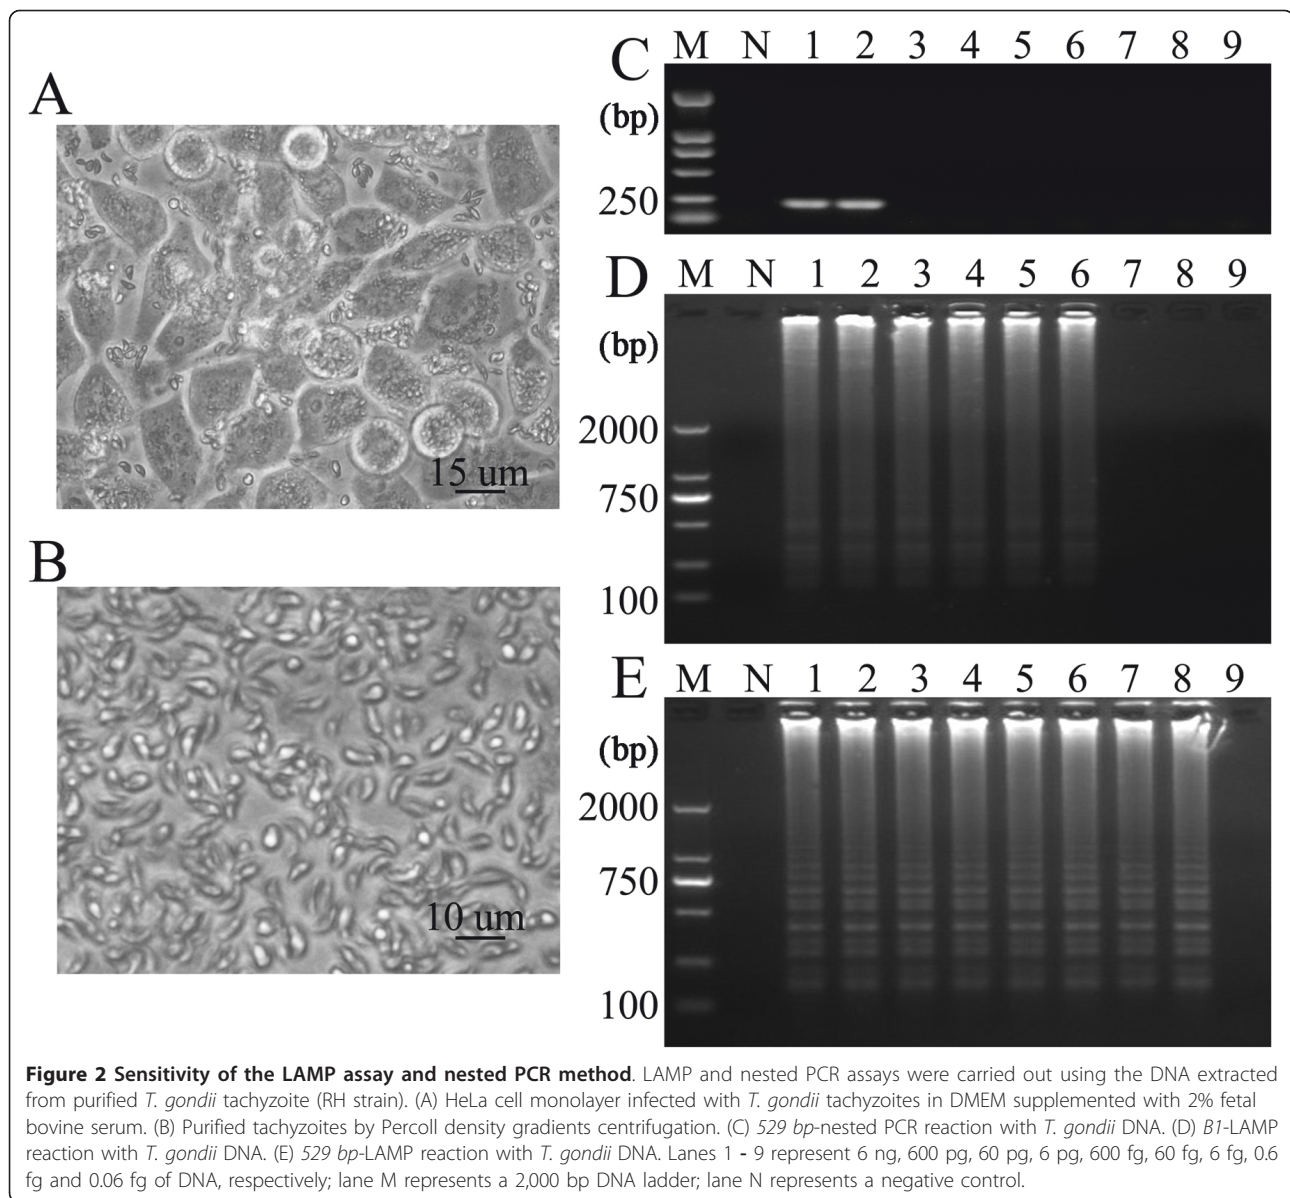 A
15 um
B
10 um
C
M N 1 2 3 4 5 6 7 8 9
(bp)
250
D
M N 1 2 3 4 5 6 7 8 9
(bp)
2000
750
100
E
M N 1 2 3 4 5 6 7 8 9
(bp)
2000
750
100
Figure 2 Sensitivity of the LAMP assay and nested PCR method. LAMP and nested PCR assays were carried out using the DNA extracted
from purified T. gondii tachyzoite (RH strain). (A) HeLa cell monolayer infected with T. gondii tachyzoites in DMEM supplemented with 2% fetal
bovine serum. (B) Purified tachyzoites by Percoll density gradients centrifugation. (C) 529 bp-nested PCR reaction with T. gondii DNA. (D) B1-LAMP
reaction with T. gondii DNA. (E) 529 bp-LAMP reaction with T. gondii DNA. Lanes 1 - 9 represent 6 ng, 600 pg, 60 pg, 6 pg, 600 fg, 60 fg, 6 fg, 0.6
fg and 0.06 fg of DNA, respectively; lane M represents a 2,000 bp DNA ladder; lane N represents a negative control.